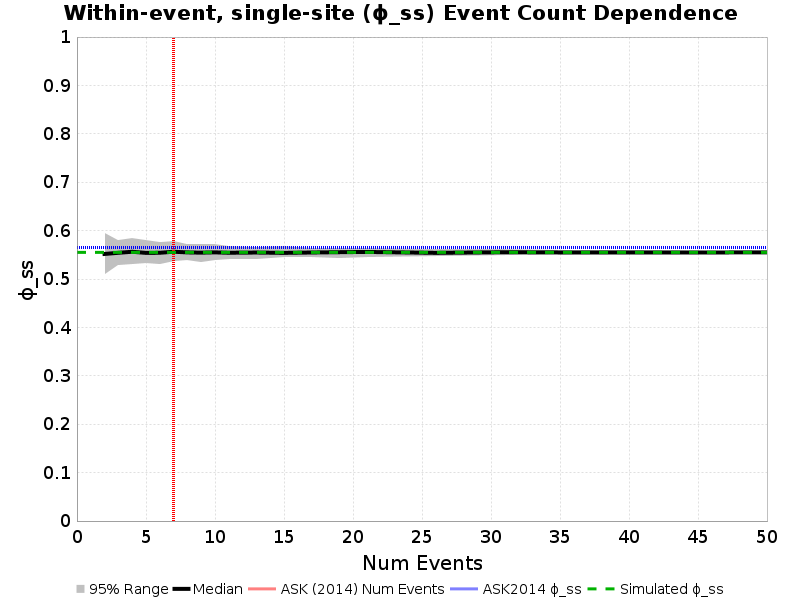 Within-event, single-site (ϕ_ss) Event Count Dependence
1
0.9
0.8
0.7
0.6
0.5
0.4
0.3
0.2
0.1
0
ϕ_ss
0 5 10 15 20 25 30 35 40 45 50
Num Events
95% Range Median ASK (2014) Num Events ASK2014 ϕ_ss Simulated ϕ_ss